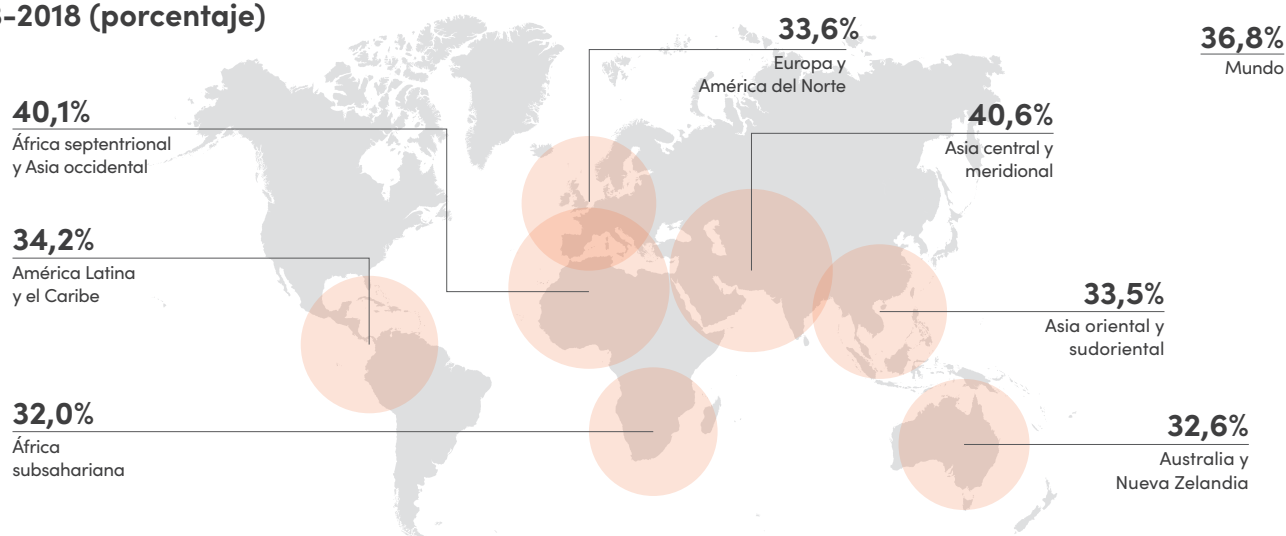 -2018 (porcentaje)
33,6%
Europa y
América del Norte
36,8%
Mundo
40,1%
África septentrional
y Asia occidental
40,6%
Asia central y
meridional
34,2%
América Latina
y el Caribe
33,5%
Asia oriental y
sudoriental
32,0%
África
subsahariana
32,6%
Australia y
Nueva Zelandia